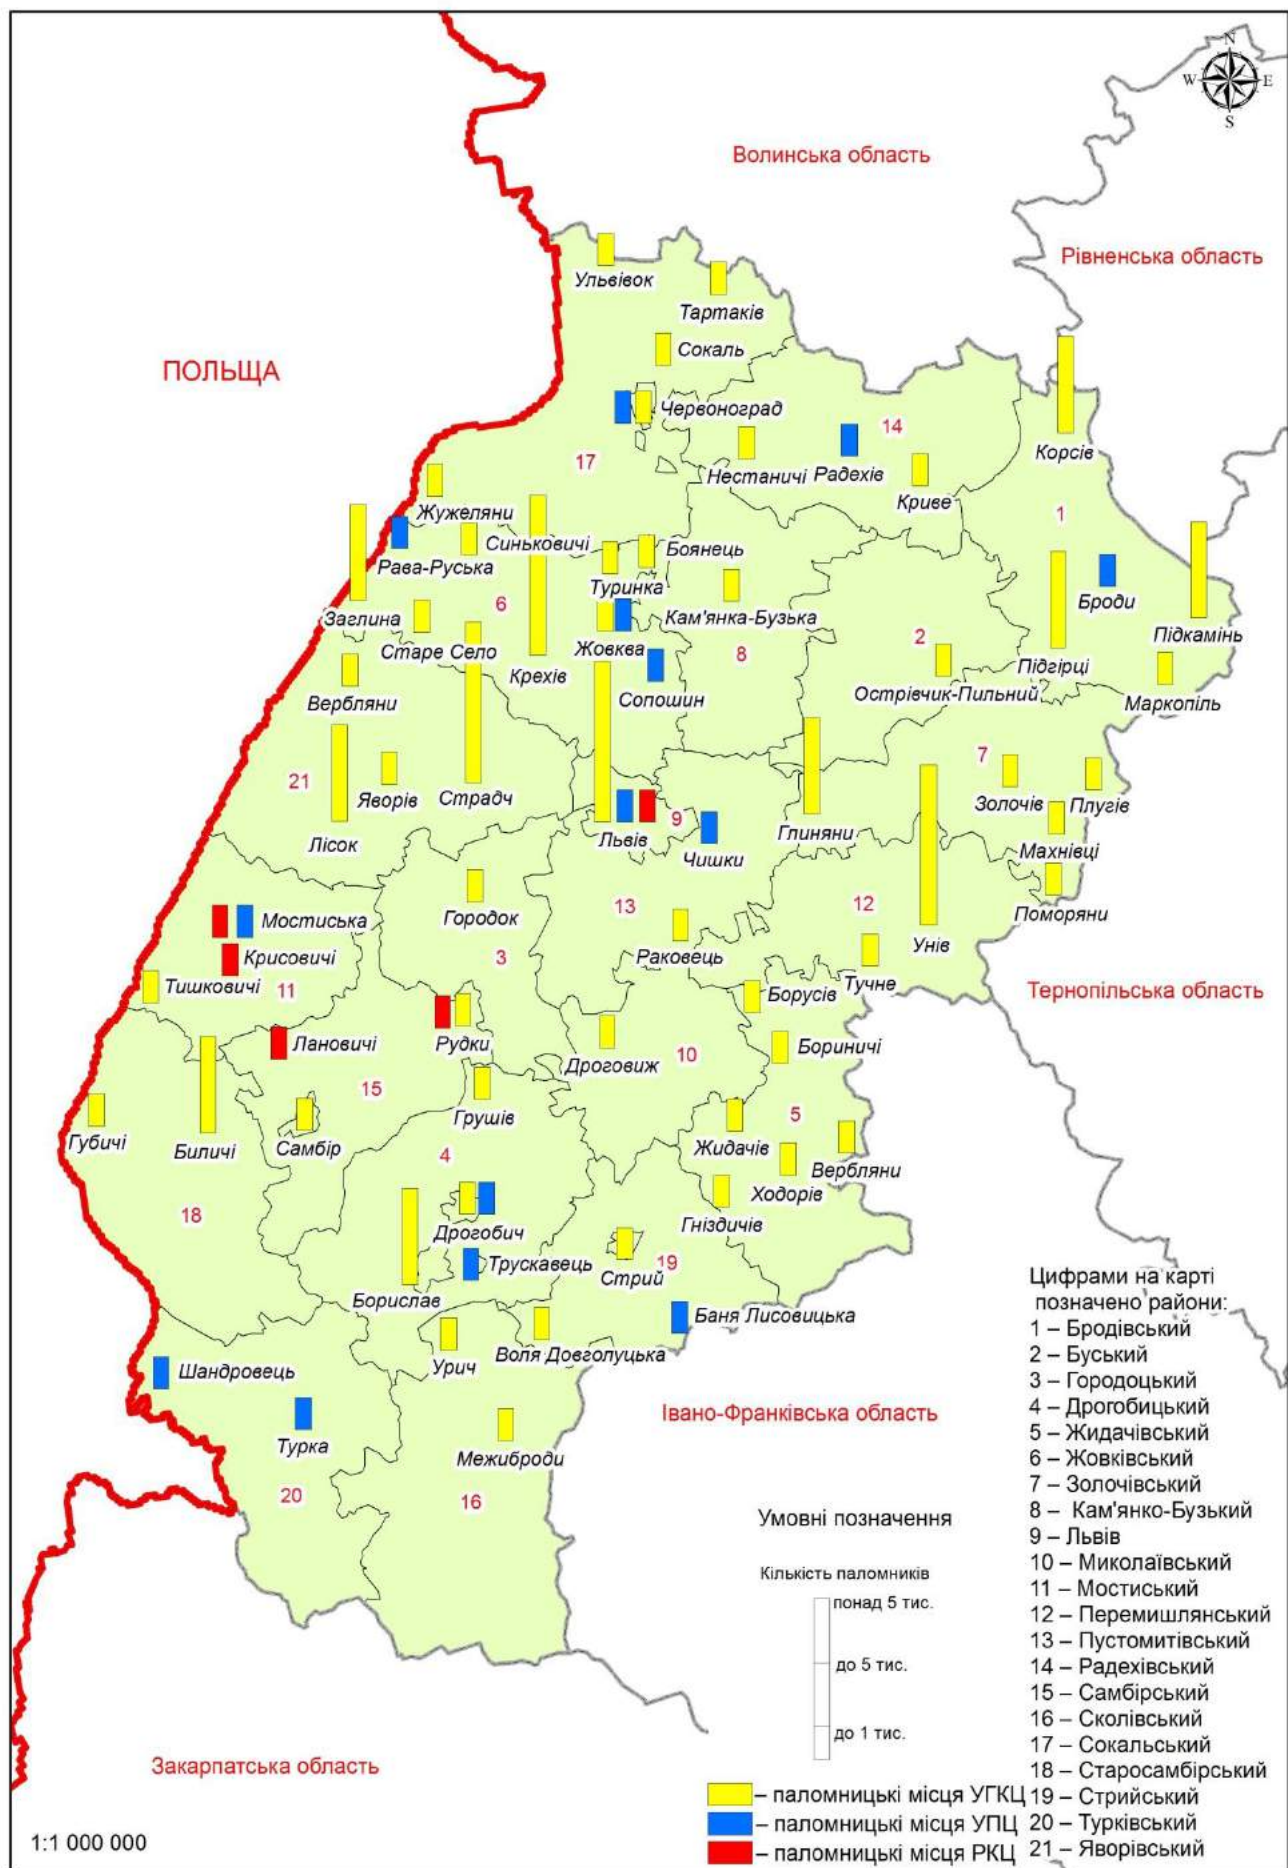 N
W
E
S
Волинська область
Рівненська область
ПОЛЬЩА
Ульвівок
Тартаків
Сокаль
Червоноград
14
Корсів
17
Нестаничі
Радехів
Криве
Жужеляни
1
Синьковичі
Боянець
Рава-Руська
Туринка
Броди
6
Кам'янка-Бузька
Заглина
Підкамінь
Старе Село
Жовква
2
8
Крехів
Підгірці
Острівчик-Пильний
Вербляни
Сопошин
Маркопіль
7
21
Яворів
Страдч
Золочів
Плугів
9
Львів
Глиняни
Лісок
Чишки
Махнівці
Городок
Поморяни
13
12
Мостиська
Унів
Крисовичі
3
Раковець
Тишковичі
11
Тучне
Борусів
Тернопільська область
Лановичі
Рудки
Бориничі
Дроговиж
10
15
Грушів
5
Губичі
Биличі
Самбір
Жидачів
4
Вербляни
Ходорів
18
Гніздичів
Дрогобич
Трускавець
19
Стрий
Борислав
Баня Лисовицька
Урич
Воля Довголуцька
Шандровець
Івано-Франківська область
Турка
Межиброди
20
16
Закарпатська область
1:1 000 000
Умовні позначення
Кількість паломників
понад 5 тис.
до 5 тис.
до 1 тис.
– паломницькі місця УГКЦ
– паломницькі місця УПЦ
– паломницькі місця РКЦ
Цифрами на карті
позначено райони:
1 – Бродівський
2 – Буський
3 – Городоцький
4 – Дрогобицький
5 – Жидачівський
6 – Жовківський
7 – Золочівський
8 – Кам'янко-Бузький
9 – Львів
10 – Миколаївський
11 – Мостиський
12 – Перемишлянський
13 – Пустомитівський
14 – Радехівський
15 – Самбірський
16 – Сколівський
17 – Сокальський
18 – Старосамбірський
19 – Стрийський
20 – Турківський
21 – Яворівський